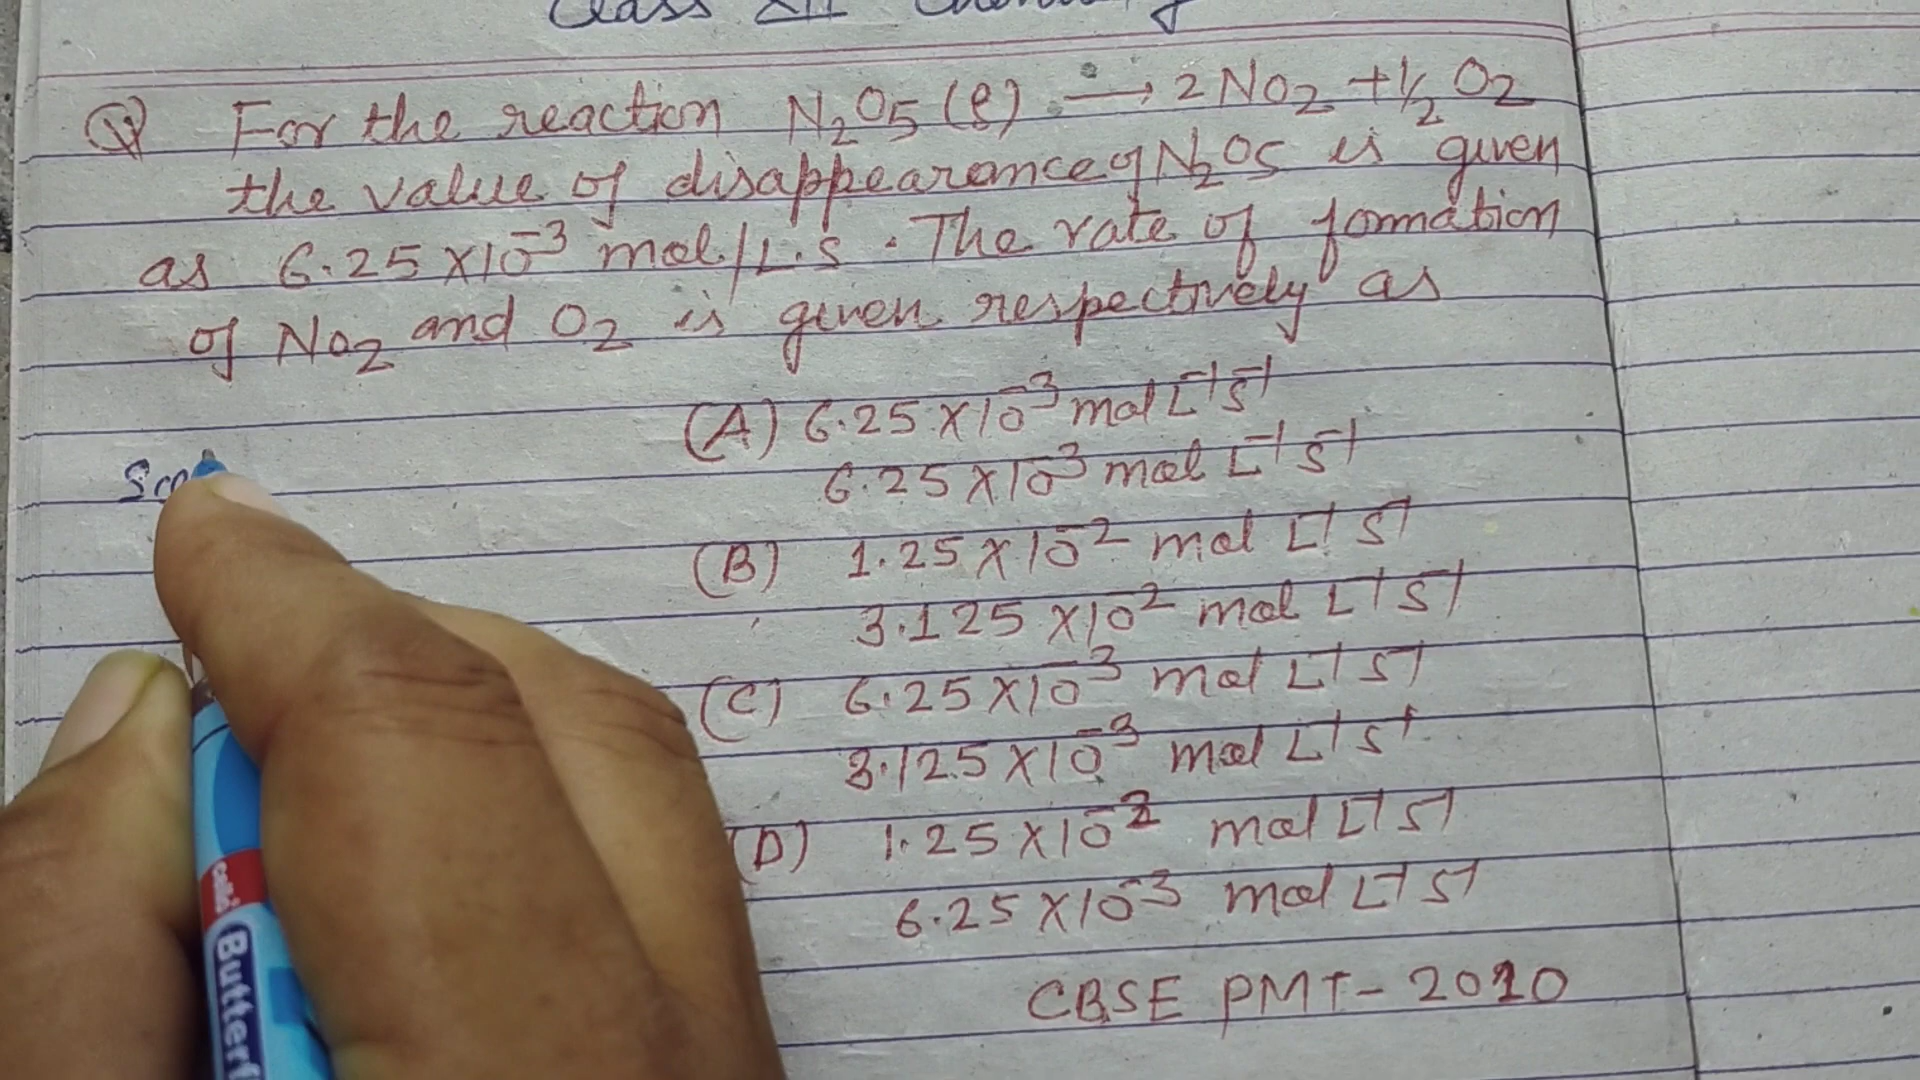 Class XII
Q For the reaction N2O5(l) → 2NO2 + 1/2 O2
the value of disappearance of N2O5 is given
as 6.25 x 10^-3 mol/L.s. The rate of formation
of NO2 and O2 is given respectively as
(A) 6.25 x 10^-3 mol L^-1 s^-1
6.25 x 10^-3 mol L^-1 s^-1
(B) 1.25 x 10^-2 mol L^-1 s^-1
3.125 x 10^-2 mol L^-1 s^-1
(C) 6.25 x 10^-3 mol L^-1 s^-1
3.125 x 10^-3 mol L^-1 s^-1
(D) 1.25 x 10^-2 mol L^-1 s^-1
6.25 x 10^-3 mol L^-1 s^-1
CBSE PMT - 2010